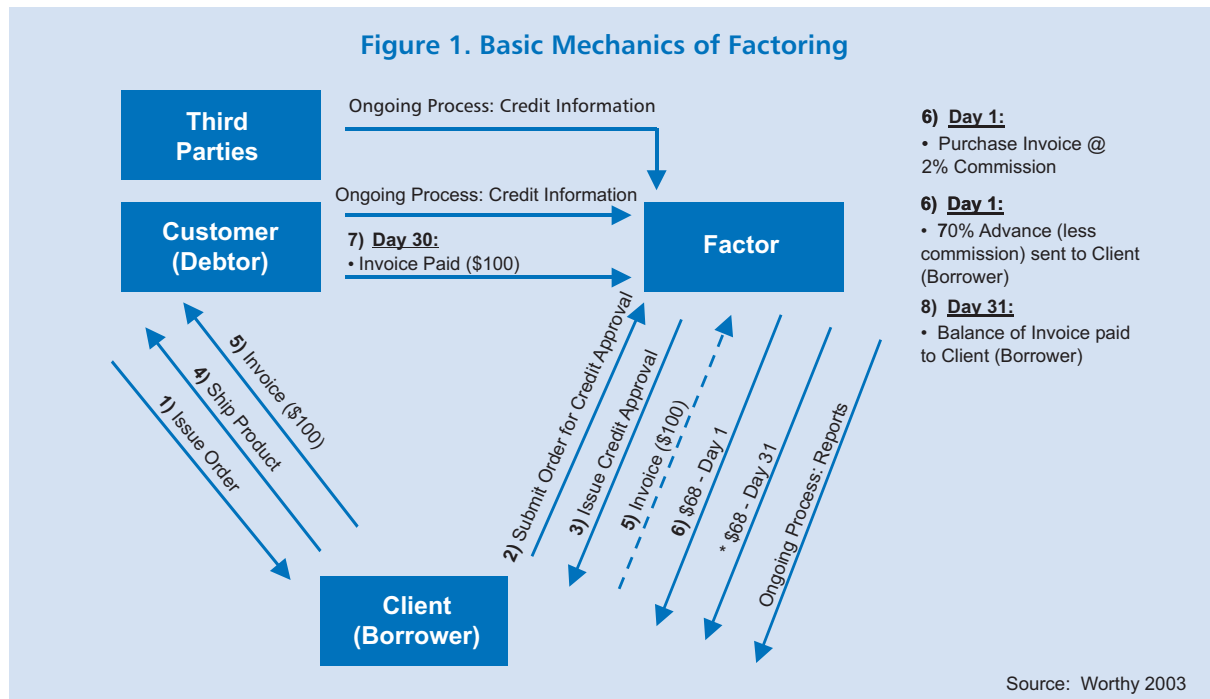 Figure 1. Basic Mechanics of Factoring
Third
Parties
Ongoing Process: Credit Information
Customer
(Debtor)
Ongoing Process: Credit Information
7) Day 30:
• Invoice Paid ($100)
Factor
6) Day 1:
• Purchase Invoice @
2% Commission
6) Day 1:
• 70% Advance (less
commission) sent to Client
(Borrower)
8) Day 31:
• Balance of Invoice paid
to Client (Borrower)
1) Issue Order
4) Ship Product
5) Invoice ($100)
2) Submit Order for Credit Approval
3) Issue Credit Approval
5) Invoice ($100)
6) $68 - Day 1
* $68 - Day 31
Ongoing Process: Reports
Client
(Borrower)
Source: Worthy 2003